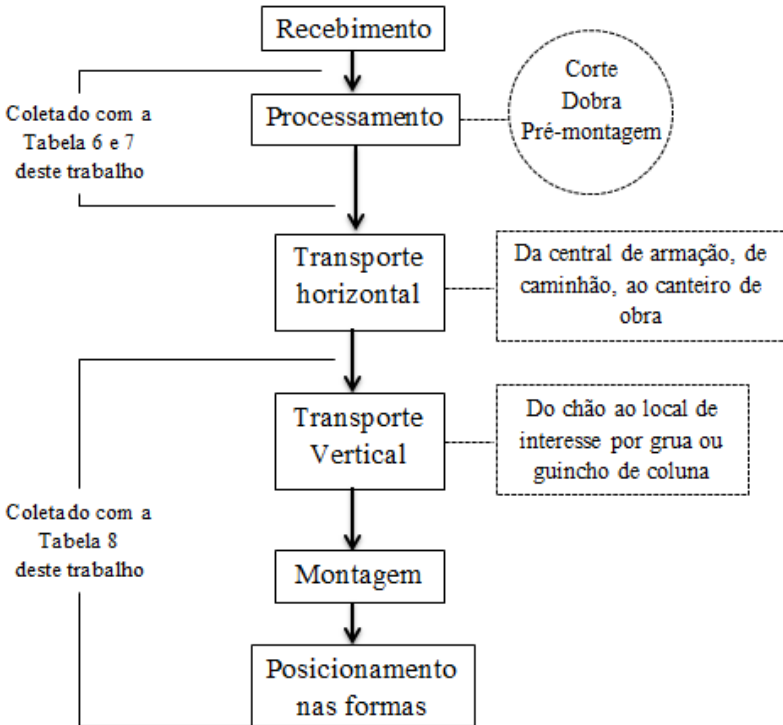 Recebimento
Corte
Dobra
Pré-montagem
Coletado com a
Tabela 6 e 7
deste trabalho
Processamento
Transporte
horizontal
Da central de armação, de
caminhão, ao canteiro de
obra
Transporte
Vertical
Do chão ao local de
interesse por grua ou
guincho de coluna
Coletado com a
Tabela 8
deste trabalho
Montagem
Posicionamento
nas formas